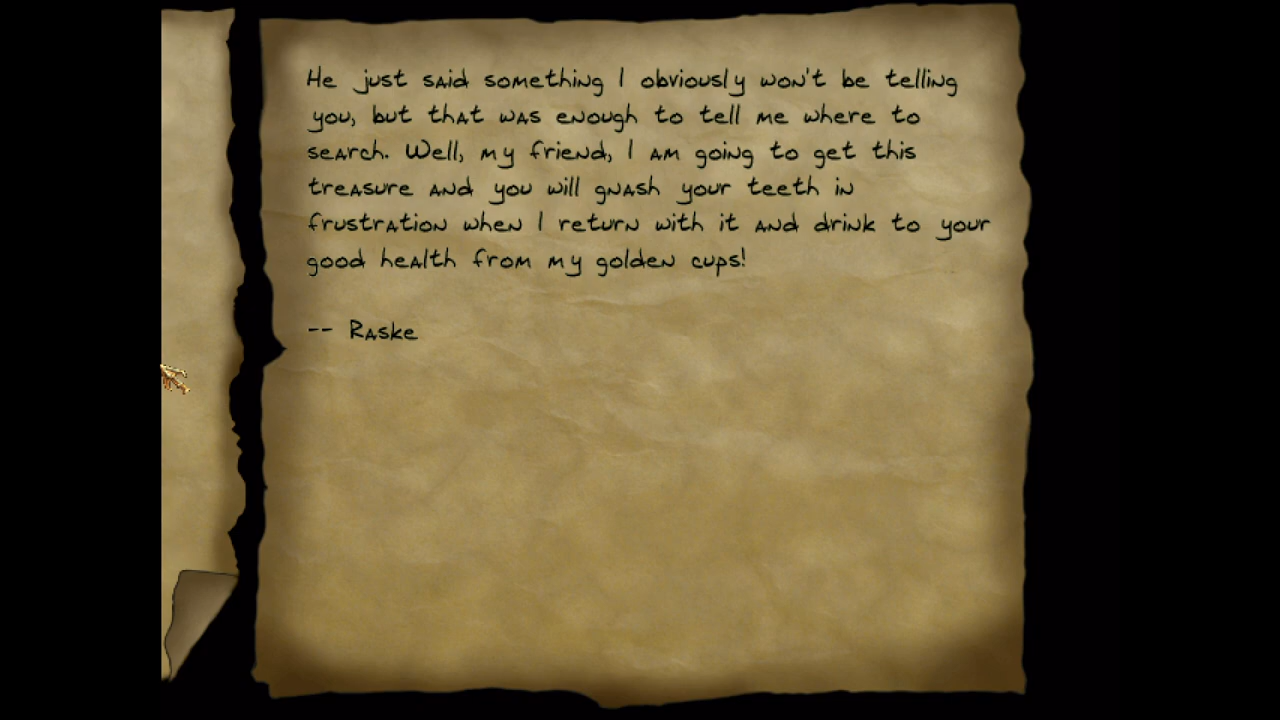 He just said something I obviously won't be telling
you, but that was enough to tell me where to
search. Well, my friend, I am going to get this
treasure and you will gnash your teeth in
frustration when I return with it and drink to your
good health from my golden cups!
-- Raske